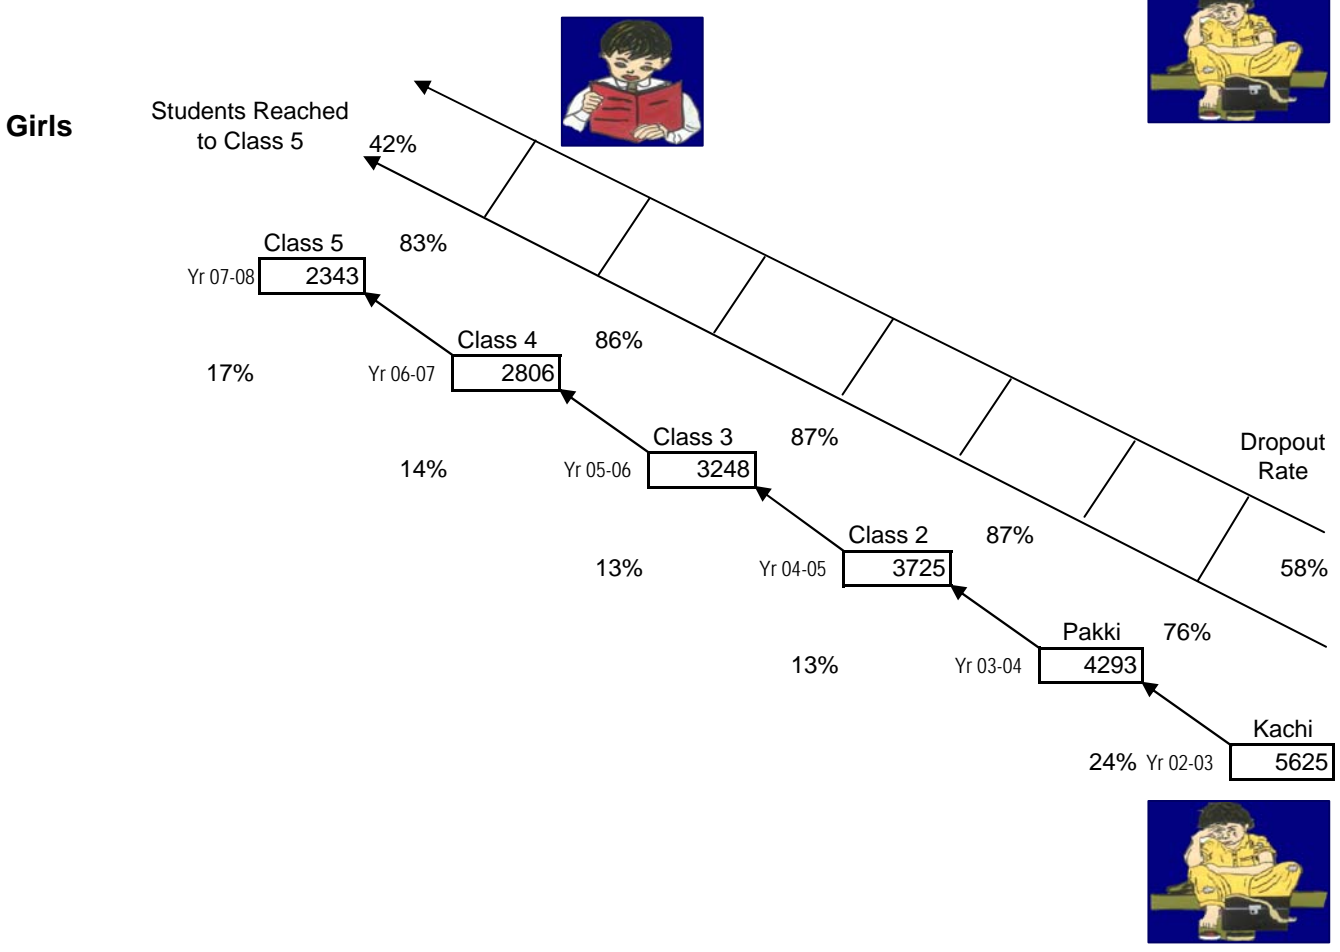 Girls
Students Reached
to Class 5
42%
Class 5
83%
Yr 07-08
2343
Class 4
86%
17%
Yr 06-07
2806
Class 3
87%
14%
Yr 05-06
3248
Dropout
Rate
Class 2
87%
13%
Yr 04-05
3725
58%
Pakki
76%
13%
Yr 03-04
4293
Kachi
24%
Yr 02-03
5625